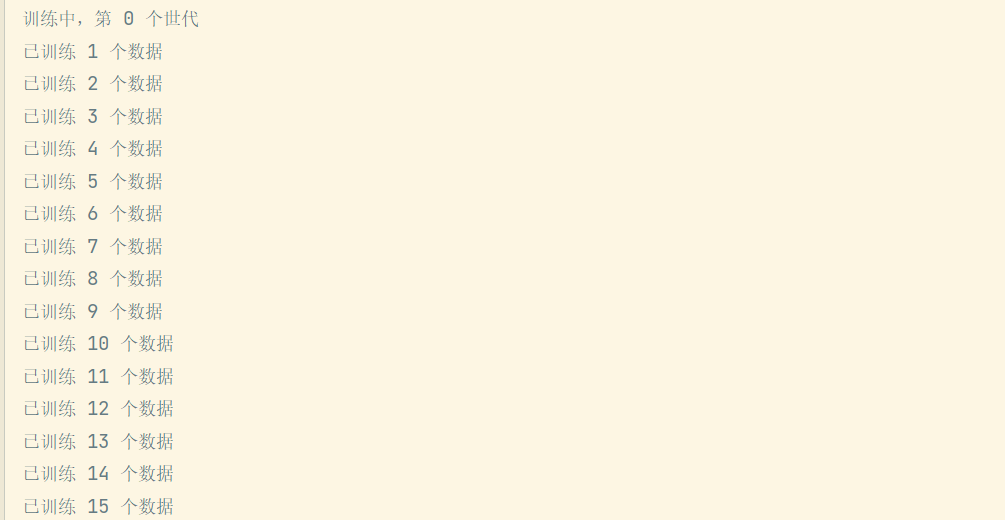 训练中，第 0 个世代
已训练 1 个数据
已训练 2 个数据
已训练 3 个数据
已训练 4 个数据
已训练 5 个数据
已训练 6 个数据
已训练 7 个数据
已训练 8 个数据
已训练 9 个数据
已训练 10 个数据
已训练 11 个数据
已训练 12 个数据
已训练 13 个数据
已训练 14 个数据
已训练 15 个数据